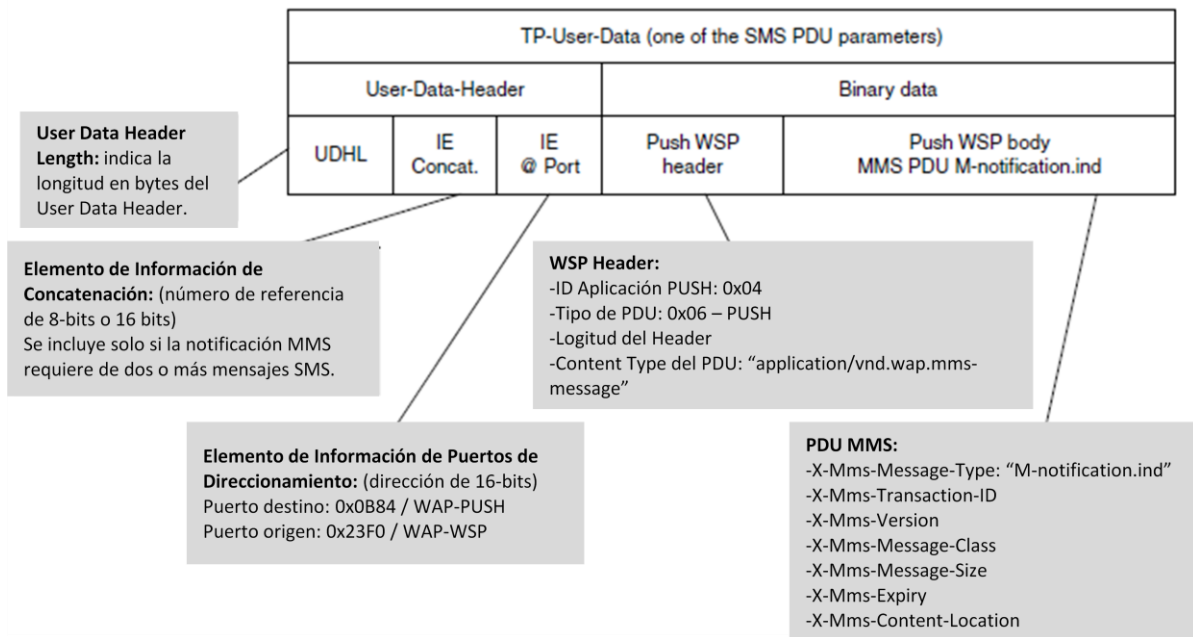 TP-User-Data (one of the SMS PDU parameters)
User-Data-Header
Binary data
UDHL
IE
Concat.
IE
@ Port
Push WSP
header
Push WSP body
MMS PDU M-notification.ind
User Data Header
Length: indica la
longitud en bytes del
User Data Header.
Elemento de Información de
Concatenación: (número de referencia
de 8-bits o 16 bits)
Se incluye solo si la notificación MMS
requiere de dos o más mensajes SMS.
WSP Header:
-ID Aplicación PUSH: 0x04
-Tipo de PDU: 0x06 – PUSH
-Logitud del Header
-Content Type del PDU: “application/vnd.wap.mms-
message”
Elemento de Información de Puertos de
Direccionamiento: (dirección de 16-bits)
Puerto destino: 0x0B84 / WAP-PUSH
Puerto origen: 0x23F0 / WAP-WSP
PDU MMS:
-X-Mms-Message-Type: “M-notification.ind”
-X-Mms-Transaction-ID
-X-Mms-Version
-X-Mms-Message-Class
-X-Mms-Message-Size
-X-Mms-Expiry
-X-Mms-Content-Location